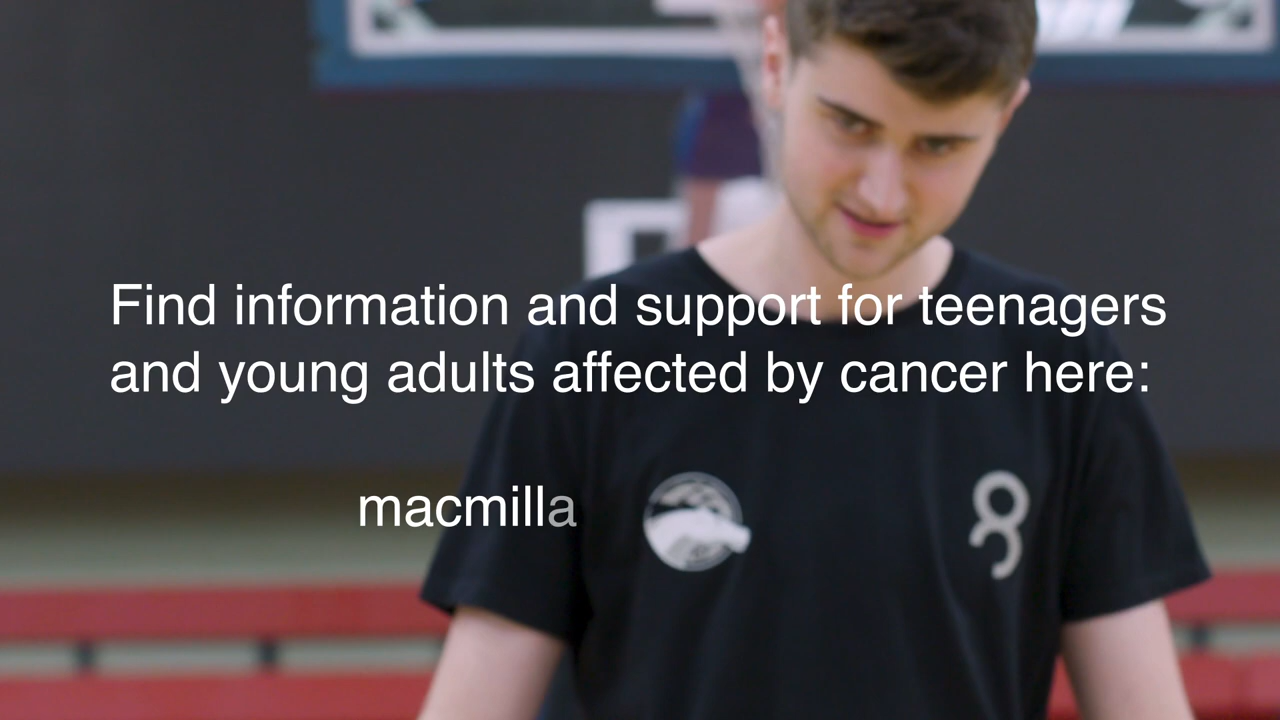 Find information and support for teenagers
and young adults affected by cancer here:
macmilla